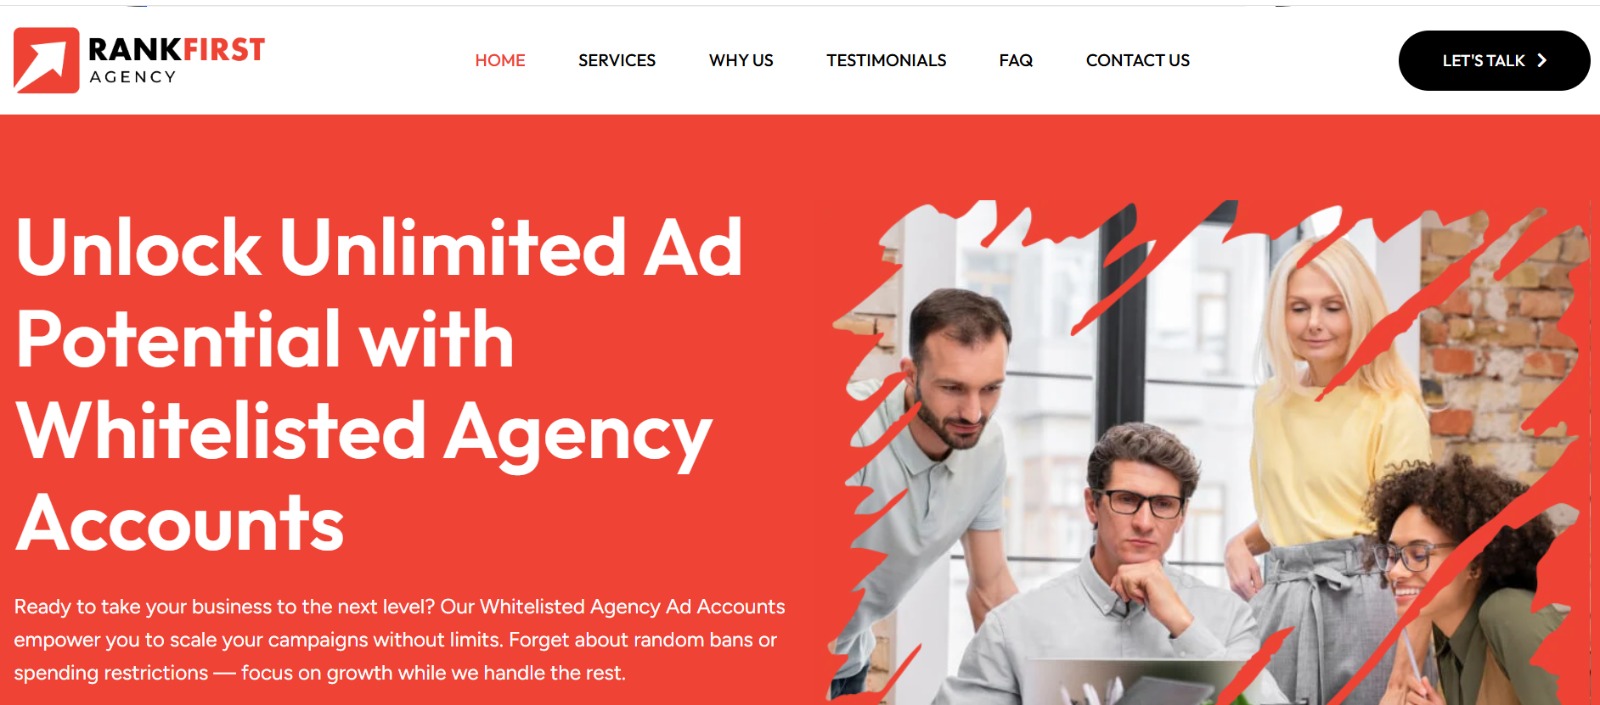 RANKFIRST
AGENCY
HOME
SERVICES
WHY US
TESTIMONIALS
FAQ
CONTACT US
LET'S TALK
Unlock Unlimited Ad
Potential with
Whitelisted Agency
Accounts
Ready to take your business to the next level? Our Whitelisted Agency Ad Accounts
empower you to scale your campaigns without limits. Forget about random bans or
spending restrictions — focus on growth while we handle the rest.